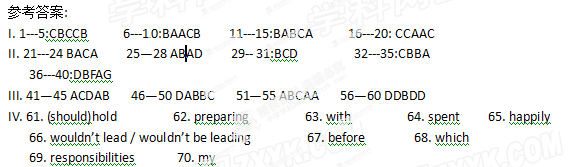 参考答案:
I. 1---5:CBCCB 6---10:BAACB 11---15:BABCA 16---20: CCAAC
II. 21—24 BACA 25—28 ABAD 29-- 31:BCD 32---35:CBBA
36---40:DBFAG
III. 41—45 ACDAB 46—50 DABBC 51—55 ABCAA 56—60 DDBDD
IV. 61. (should)hold 62. preparing 63. with 64. spent 65. happily
66. wouldn't lead / wouldn't be leading 67. before 68. which
69. responsibilities 70. my